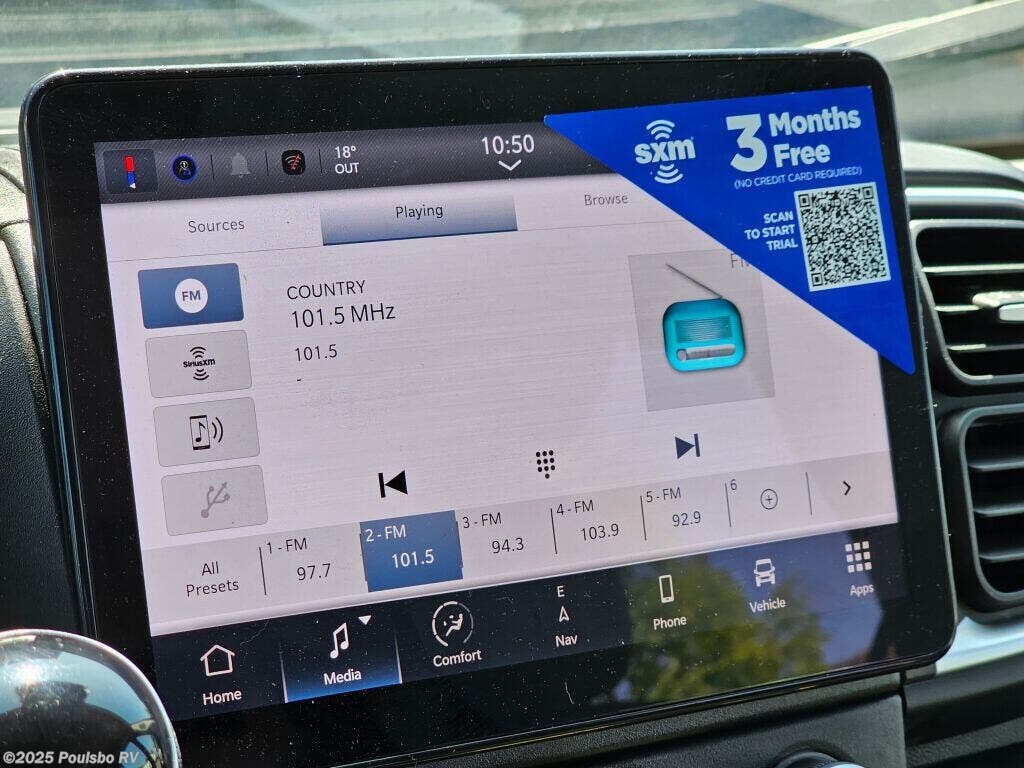 18°
OUT
10:50
sxm
3 Months
Free
(NO CREDIT CARD REQUIRED)
SCAN
TO START
TRIAL
Sources
Playing
Browse
FM
FM
COUNTRY
101.5 MHz
101.5
-
SiriusXM
All
Presets
1 - FM
97.7
2 - FM
101.5
3 - FM
94.3
4 - FM
103.9
5 - FM
92.9
6
Home
Media
Comfort
E
Nav
Phone
Vehicle
Apps
©2025 Poulsbo RV